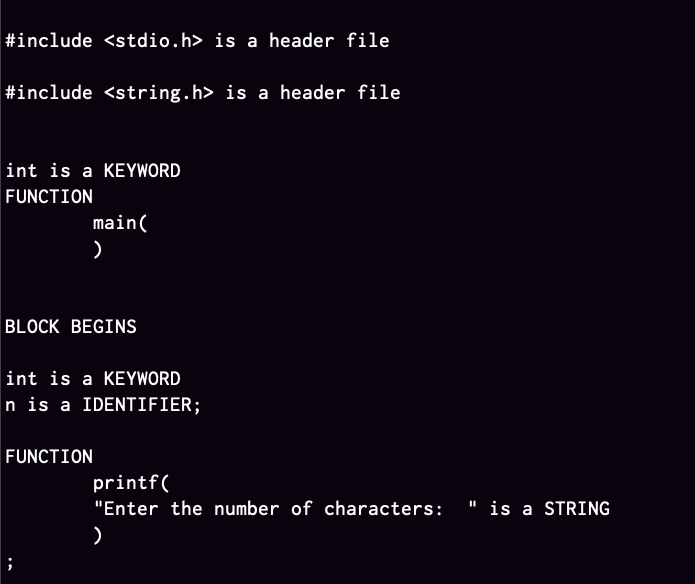 #include <stdio.h> is a header file
#include <string.h> is a header file
int is a KEYWORD
FUNCTION
main(
)
BLOCK BEGINS
int is a KEYWORD
n is a IDENTIFIER;
FUNCTION
printf(
"Enter the number of characters:  " is a STRING
)
;